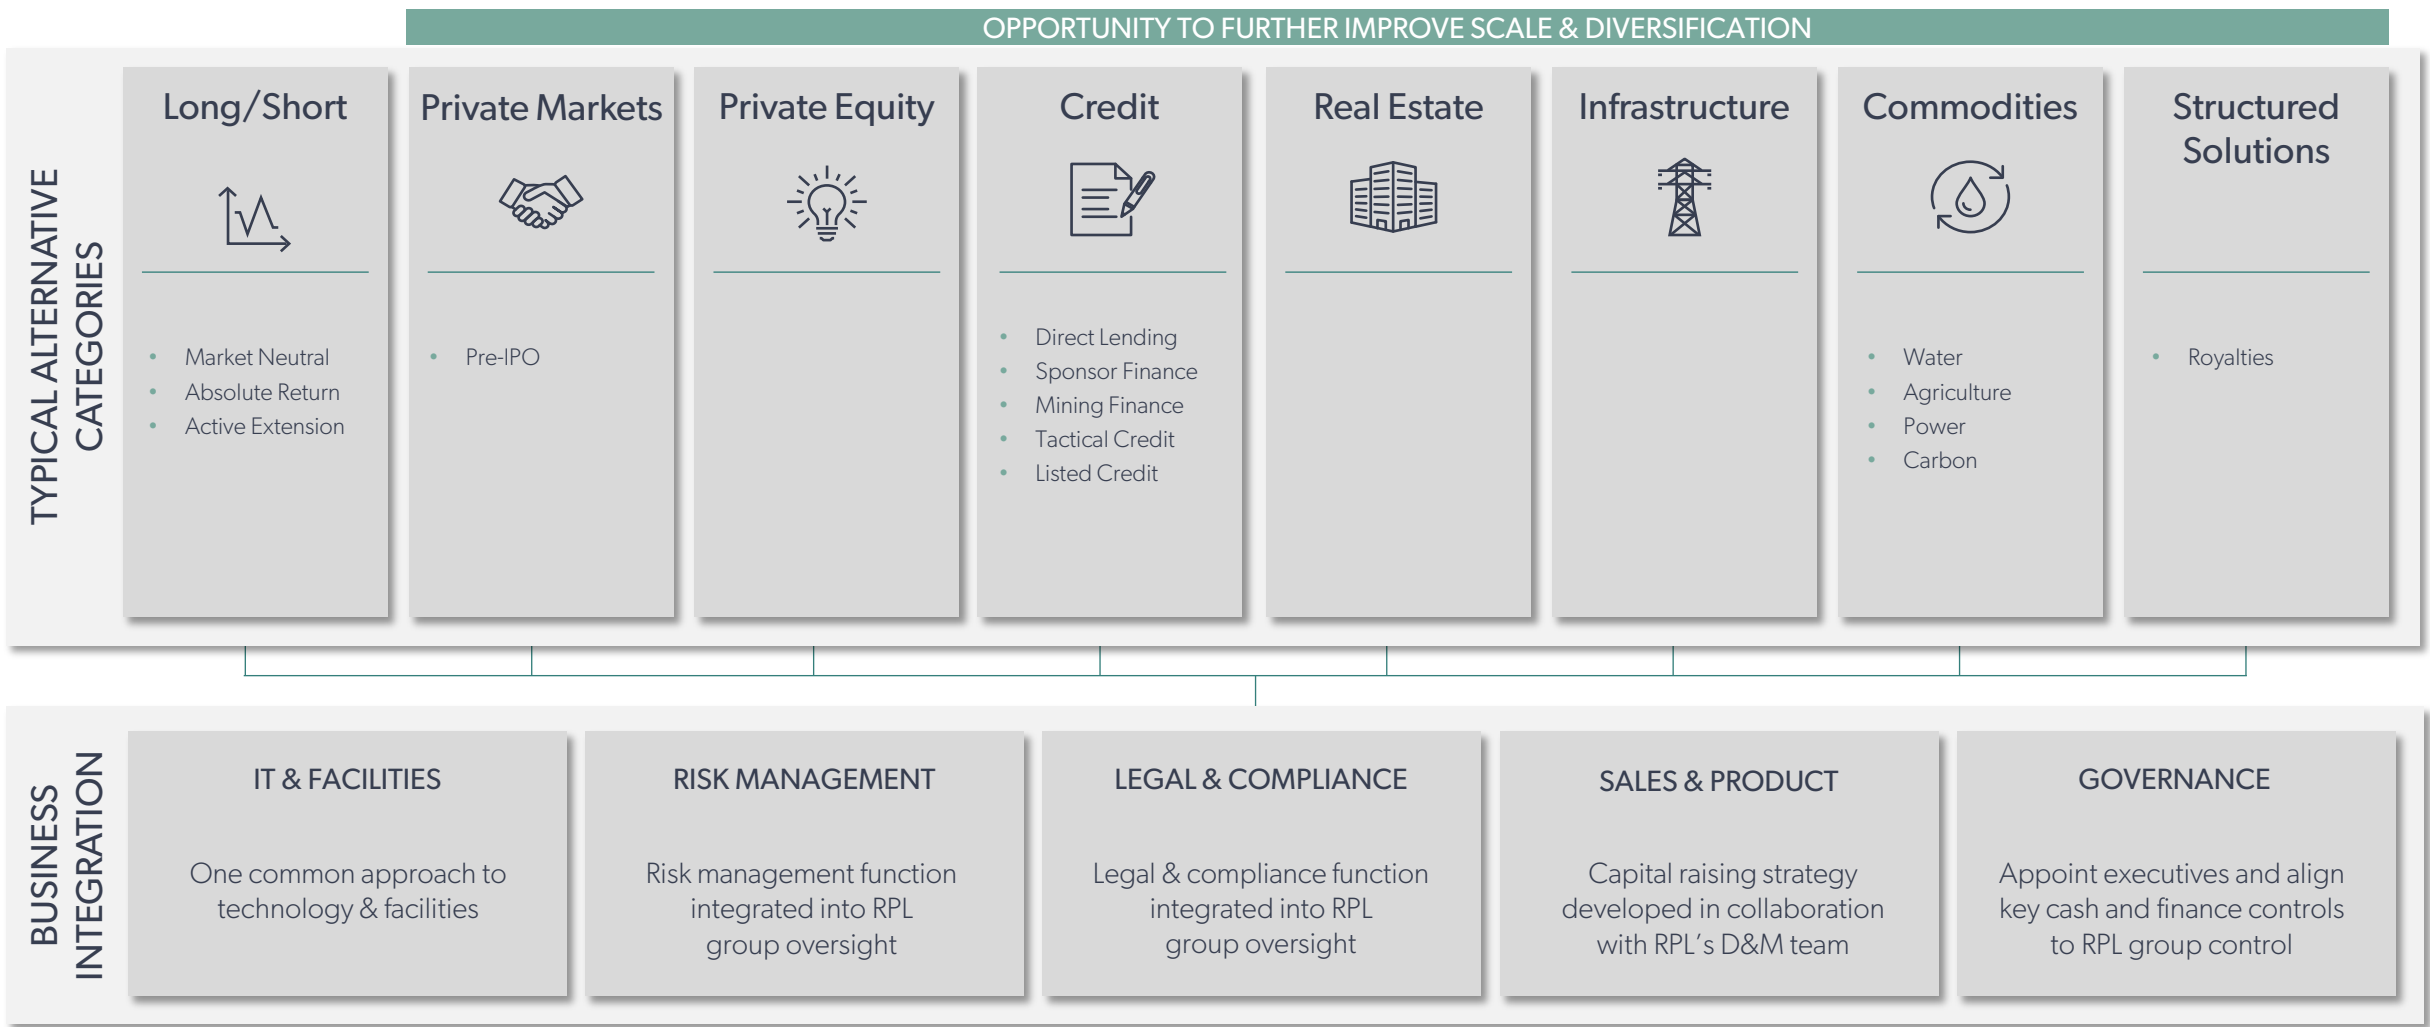 OPPORTUNITY TO FURTHER IMPROVE SCALE & DIVERSIFICATION
TYPICAL ALTERNATIVE
CATEGORIES
Long/Short
Market Neutral
Absolute Return
Active Extension
Private Markets
Pre-IPO
Private Equity
Credit
Direct Lending
Sponsor Finance
Mining Finance
Tactical Credit
Listed Credit
Real Estate
Infrastructure
Commodities
Water
Agriculture
Power
Carbon
Structured
Solutions
Royalties
BUSINESS
INTEGRATION
IT & FACILITIES
One common approach to
technology & facilities
RISK MANAGEMENT
Risk management function
integrated into RPL
group oversight
LEGAL & COMPLIANCE
Legal & compliance function
integrated into RPL
group oversight
SALES & PRODUCT
Capital raising strategy
developed in collaboration
with RPL's D&M team
GOVERNANCE
Appoint executives and align
key cash and finance controls
to RPL group control